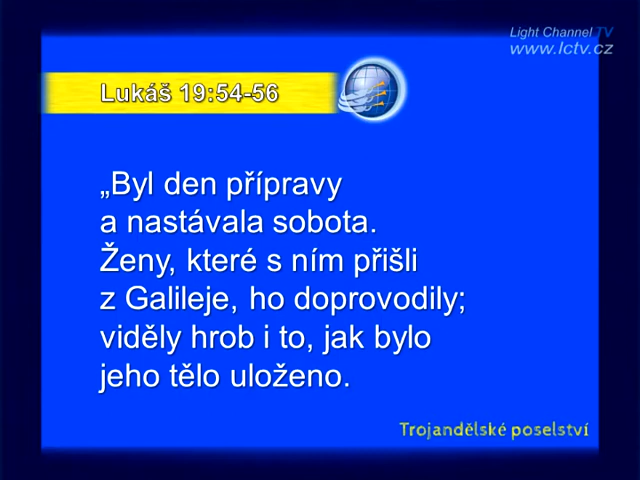 Light Channel TV
www.lctv.cz
Lukáš 19:54-56
„Byl den přípravy
a nastávala sobota.
Ženy, které s ním přišli
z Galileje, ho doprovodily;
viděly hrob i to, jak bylo
jeho tělo uloženo.
Trojandělské poselství